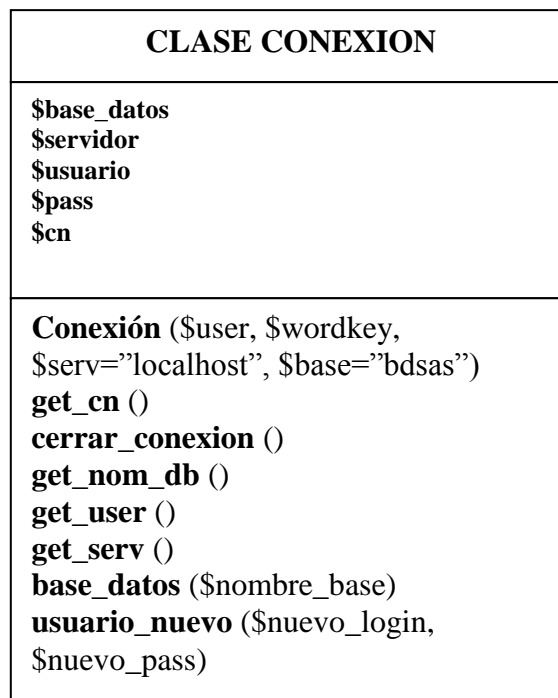 CLASE CONEXION
$base_datos
$servidor
$usuario
$pass
$cn
Conexión ($user, $wordkey,
$serv=”localhost”, $base=”bdsas”)
get_cn ()
cerrar_conexion ()
get_nom_db ()
get_user ()
get_serv ()
base_datos ($nombre_base)
usuario_nuevo ($nuevo_login,
$nuevo_pass)